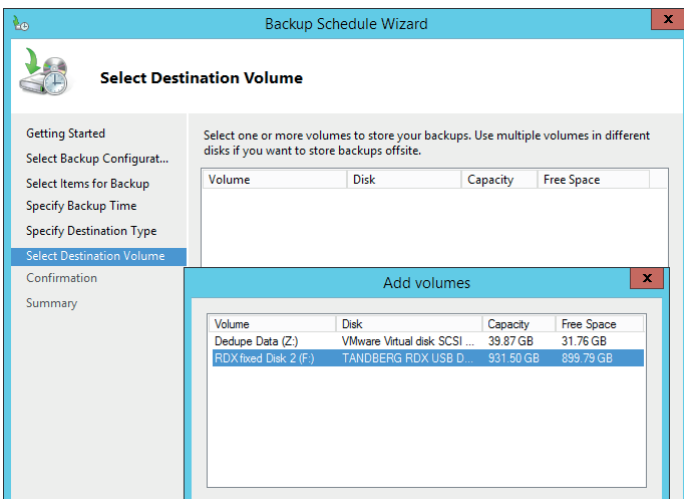 Backup Schedule Wizard
x
Select Destination Volume
Getting Started
Select Backup Configurat...
Select Items for Backup
Specify Backup Time
Specify Destination Type
Select Destination Volume
Confirmation
Summary
Select one or more volumes to store your backups. Use multiple volumes in different
disks if you want to store backups offsite.
Volume Disk Capacity Free Space
Add volumes
x
Volume Disk Capacity Free Space
Dedupe Data (Z:) VMware Virtual disk SCSI ... 39.87 GB 31.76 GB
RDX fixed Disk 2 (F:) TANDBERG RDX USB D... 931.50 GB 899.79 GB